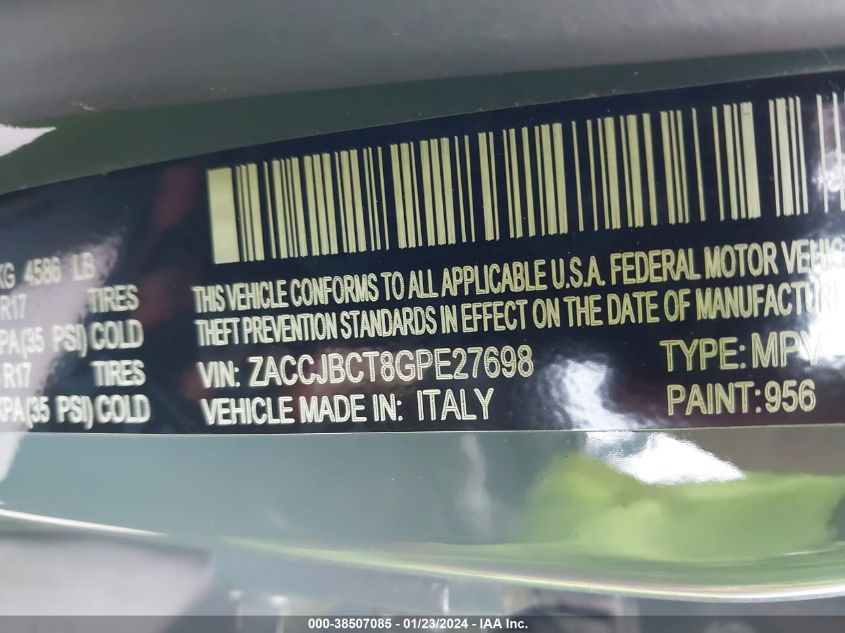 KG 4586 LB
R17 TIRES
PA(35 PSI) COLD
R17 TIRES
KPA(35 PSI) COLD
THIS VEHICLE CONFORMS TO ALL APPLICABLE U.S.A. FEDERAL MOTOR VEHIC
THEFT PREVENTION STANDARDS IN EFFECT ON THE DATE OF MANUFACTUR
VIN: ZACCJBCT8GPE27698 TYPE: MPV
VEHICLE MADE IN: ITALY PAINT: 956
000-38507085 - 01/23/2024 - IAA Inc.